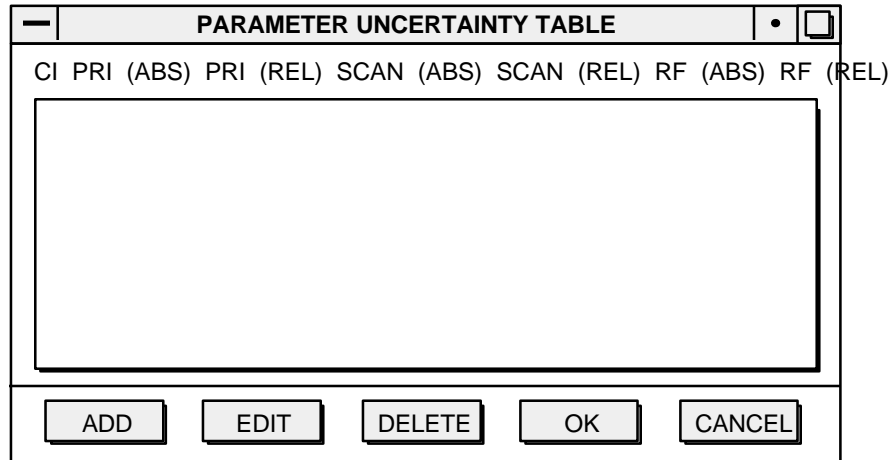 PARAMETER UNCERTAINTY TABLE
CI PRI (ABS) PRI (REL) SCAN (ABS) SCAN (REL) RF (ABS) RF (REL)
ADD EDIT DELETE OK CANCEL